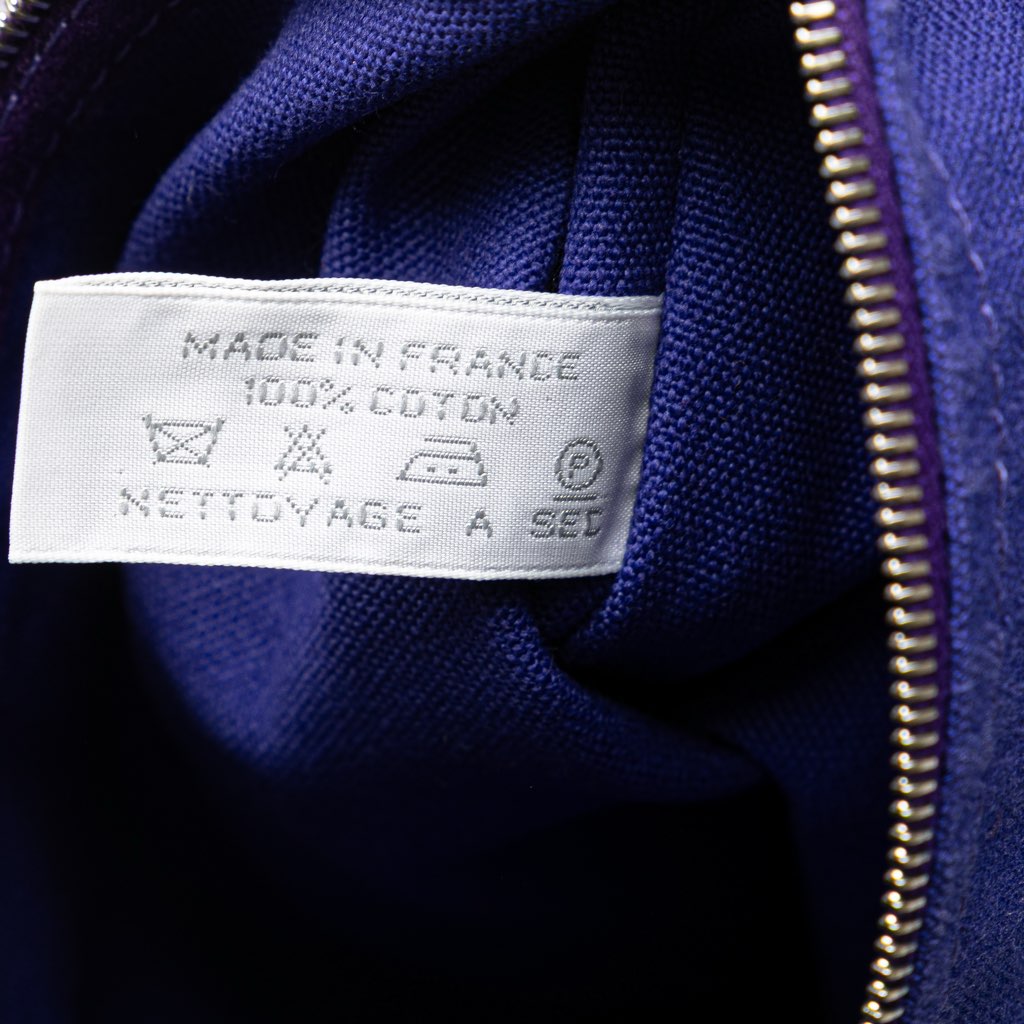 MADE IN FRANCE
100% COTON
P
NETTOYAGE A SEC